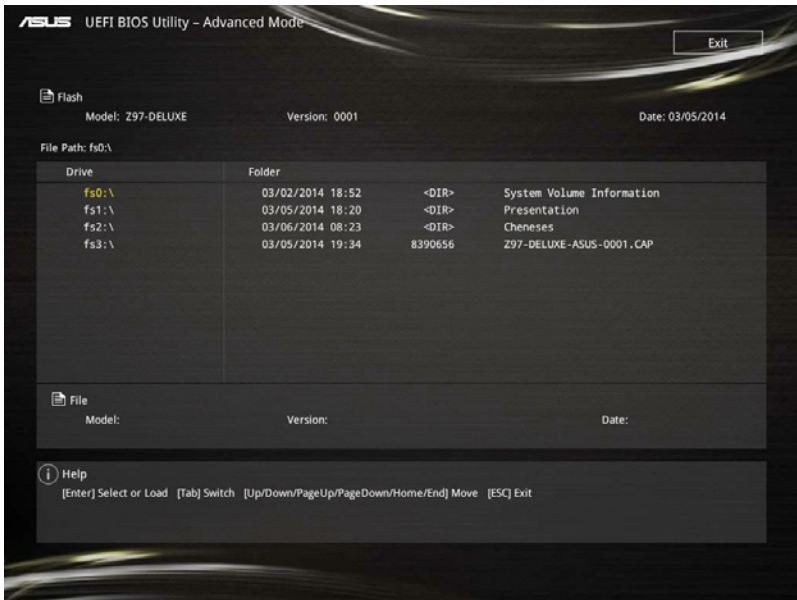 ASUS UEFI BIOS Utility – Advanced Mode
Exit
Flash
Model: Z97-DELUXE Version: 0001 Date: 03/05/2014
File Path: fs0:\
Drive Folder
fs0:\ 03/02/2014 18:52 <DIR> System Volume Information
fs1:\ 03/05/2014 18:20 <DIR> Presentation
fs2:\ 03/06/2014 08:23 <DIR> Cheneses
fs3:\ 03/05/2014 19:34 8390656 Z97-DELUXE-ASUS-0001.CAP
File
Model: Version: Date:
i Help
[Enter] Select or Load [Tab] Switch [Up/Down/PageUp/PageDown/Home/End] Move [ESC] Exit